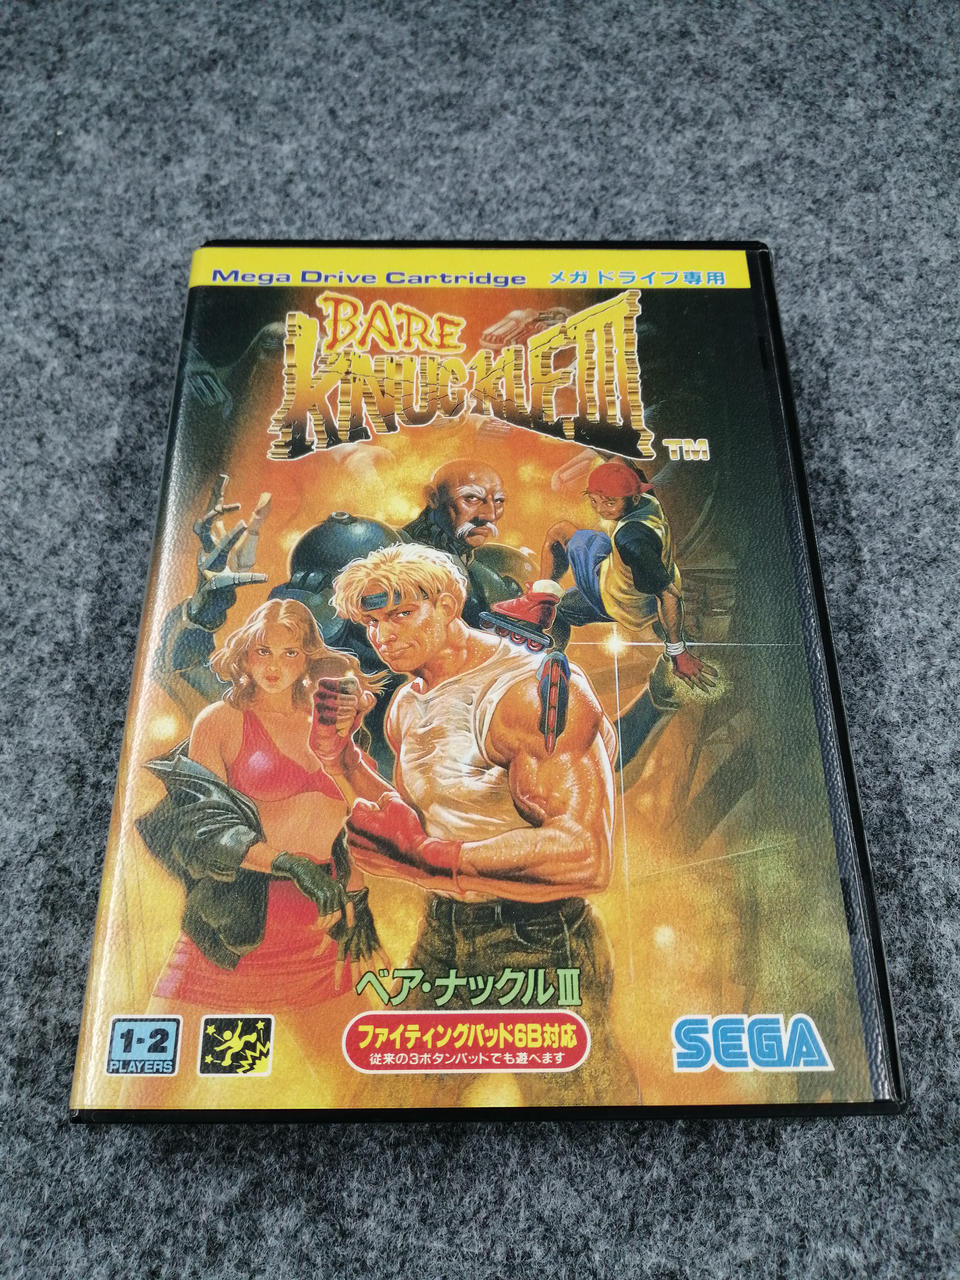 Mega Drive Cartridge メガドライブ専用
BARE
KNUCKLE III
TM
ベア・ナックルIII
1-2
PLAYERS
ファイティングパッド6B対応
従来の3ボタンパッドでも遊べます
SEGA